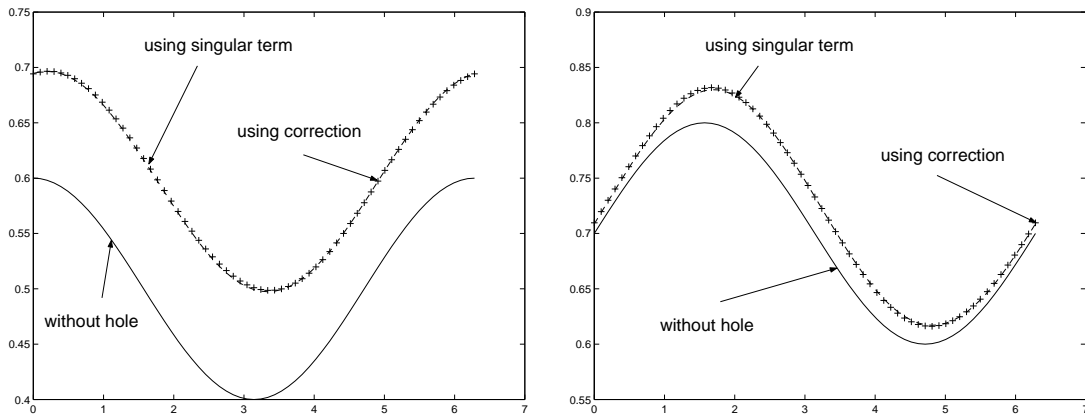 0.75
0.7
0.65
0.6
0.55
0.5
0.45
0.4
0 1 2 3 4 5 6 7
using singular term
using correction
without hole
0.9
0.85
0.8
0.75
0.7
0.65
0.6
0.55
0 1 2 3 4 5 6 7
using singular term
using correction
without hole